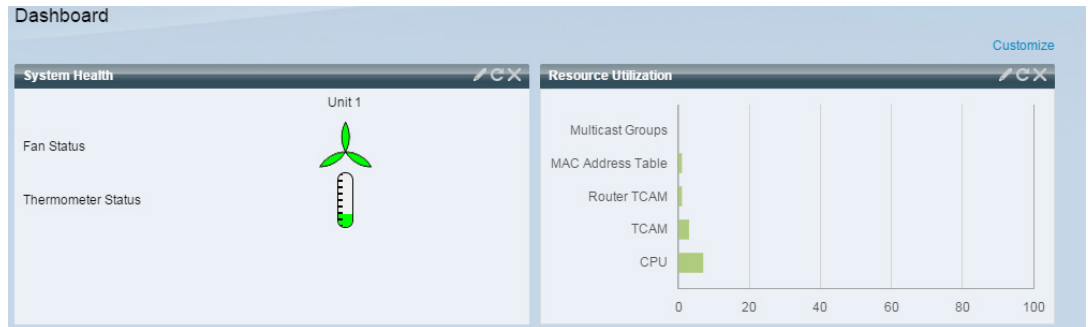 Dashboard
Customize
System Health
Unit 1
Fan Status
Thermometer Status
Resource Utilization
Multicast Groups
MAC Address Table
Router TCAM
TCAM
CPU
0 20 40 60 80 100